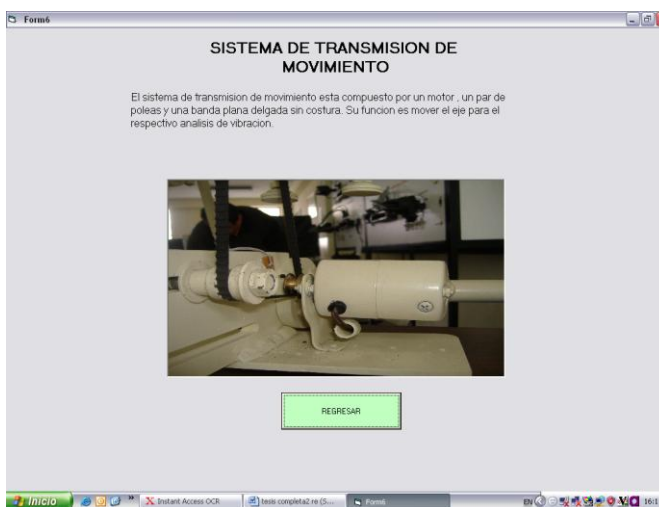 Form6
SISTEMA DE TRANSMISION DE
MOVIMIENTO
El sistema de transmision de movimiento esta compuesto por un motor , un par de
poleas y una banda plana delgada sin costura. Su funcion es mover el eje para el
respectivo analisis de vibracion.
REGRESAR
Inicio
Instant Access OCR
tesis completa2 re (S...
Form6
EN
16:1